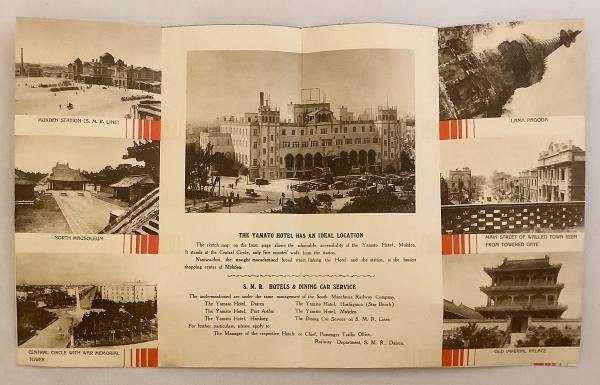 MUKDEN STATION (S. M. R. LINE)
NORTH MAUSOLEUM
CENTRAL CIRCLE WITH WAR MEMORIAL
TOWER
THE YAMATO HOTEL HAS AN IDEAL LOCATION
The sketch map on the front page shows the admirable accessibility of the Yamato Hotel, Mukden.
It stands at the Central Circle, only five minutes' walk from the station.
Naniwa-dori, the straight macadamized broad street linking the Hotel and the station, is the busiest
shopping centre of Mukden.
S. M. R. HOTELS & DINING CAR SERVICE
The undermentioned are under the same management of the South Manchuria Railway Company.
The Yamato Hotel, Dairen
The Yamato Hotel, Port Arthur
The Yamato Hotel, Hsinking
The Yamato Hotel, Hoshigaura (Star Beach)
The Yamato Hotel, Mukden
The Dining Car Service on S. M. R. Lines
For further particulars, please apply to
The Manager of the respective Hotels or Chief, Passenger Traffic Office,
Railway Department, S. M. R., Dairen.
LAMA PAGODA
MAIN STREET OF WALLED TOWN SEEN
FROM TOWERED GATE
OLD IMPERIAL PALACE